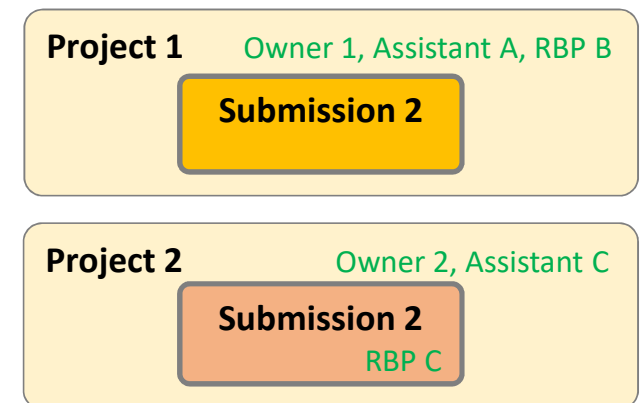 Project 1 Owner 1, Assistant A, RBP B
Submission 2
Project 2 Owner 2, Assistant C
Submission 2
RBP C